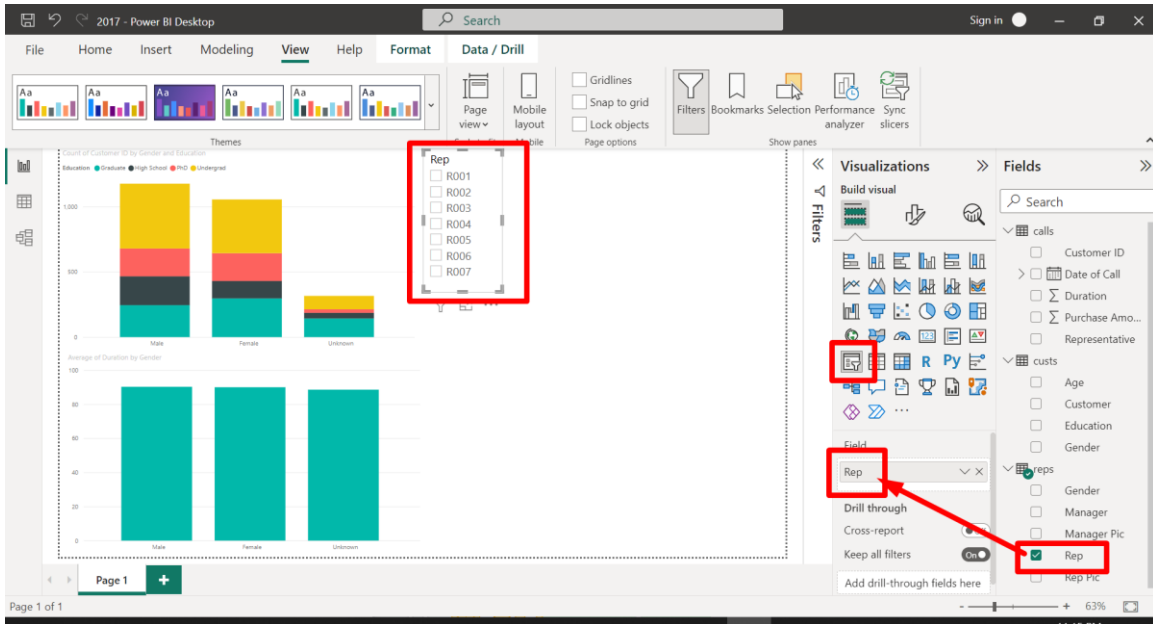 2017 - Power BI Desktop
Search
Sign in
File Home Insert Modeling View Help Format Data / Drill
Aa Aa Aa Aa Aa Aa
Themes
Page view
Mobile layout
Mobile
Gridlines
Snap to grid
Lock objects
Page options
Filters
Bookmarks
Selection
Performance analyzer
Sync slicers
Show panes
Count of Customer ID by Gender and Education
Education Graduate High School PhD Undergrad
1,000
500
0
Male Female Unknown
Average of Duration by Gender
100
80
60
40
20
0
Male Female Unknown
Rep
R001
R002
R003
R004
R005
R006
R007
Filters
Visualizations
Build visual
123
R
Py
Field
Rep
Drill through
Cross-report
Keep all filters
On
Add drill-through fields here
Fields
Search
calls
Customer ID
Date of Call
Duration
Purchase Amo...
Representative
custs
Age
Customer
Education
Gender
reps
Gender
Manager
Manager Pic
Rep
Rep Pic
Page 1
Page 1 of 1
63%